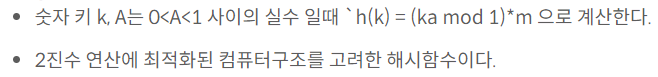 • 숫자 키 k, A는 0<A<1 사이의 실수 일때 `h(k) = (ka mod 1)*m 으로 계산한다.
• 2진수 연산에 최적화된 컴퓨터구조를 고려한 해시함수이다.